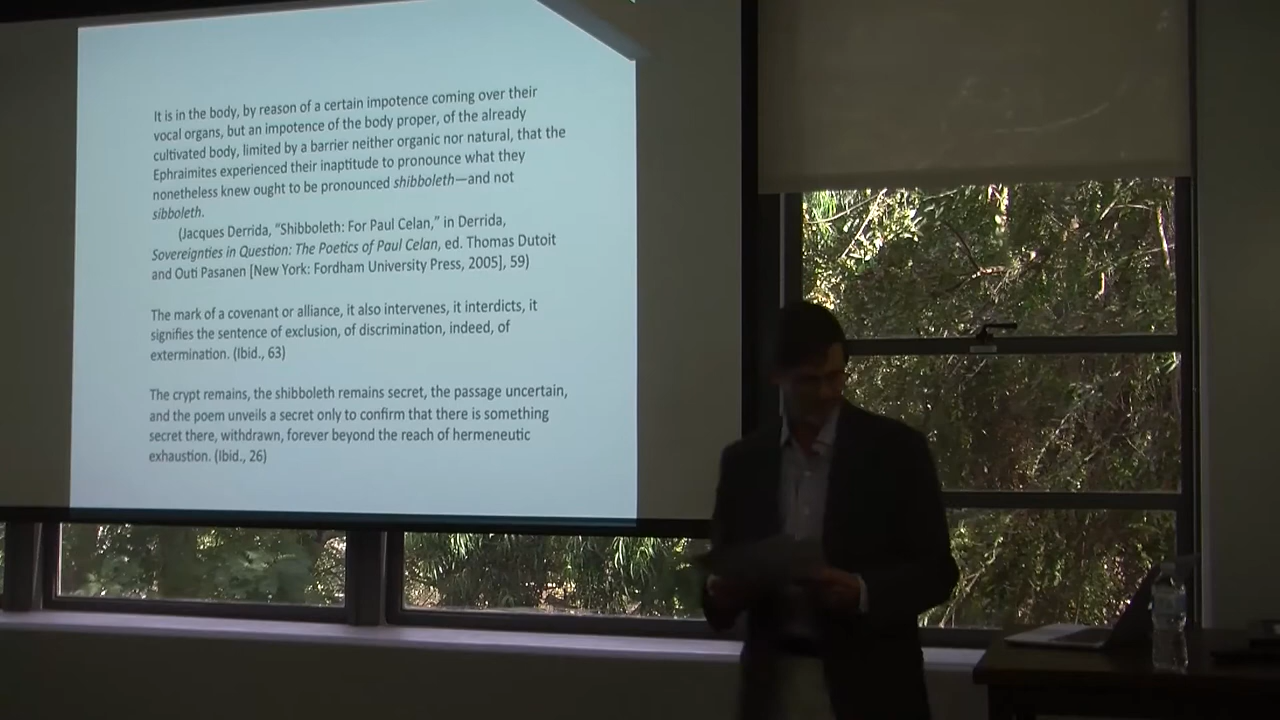 It is in the body, by reason of a certain impotence coming over their
vocal organs, but an impotence of the body proper, of the already
cultivated body, limited by a barrier neither organic nor natural, that the
Ephraimites experienced their inaptitude to pronounce what they
nonetheless knew ought to be pronounced shibboleth—and not
sibboleth.
(Jacques Derrida, “Shibboleth: For Paul Celan,” in Derrida,
Sovereignties in Question: The Poetics of Paul Celan, ed. Thomas Dutoit
and Outi Pasanen [New York: Fordham University Press, 2005], 59)
The mark of a covenant or alliance, it also intervenes, it interdicts, it
signifies the sentence of exclusion, of discrimination, indeed, of
extermination. (Ibid., 63)
The crypt remains, the shibboleth remains secret, the passage uncertain,
and the poem unveils a secret only to confirm that there is something
secret there, withdrawn, forever beyond the reach of hermeneutic
exhaustion. (Ibid., 26)